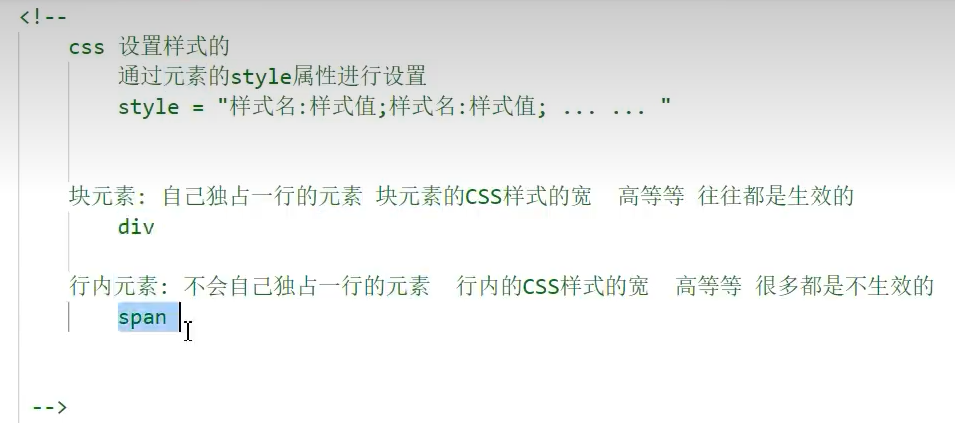 <!--
css 设置样式的
通过元素的style属性进行设置
style = "样式名:样式值;样式名:样式值; ... ... "
块元素: 自己独占一行的元素 块元素的CSS样式的宽  高等等 往往都是生效的
div
行内元素: 不会自己独占一行的元素  行内的CSS样式的宽  高等等 很多都是不生效的
span
-->